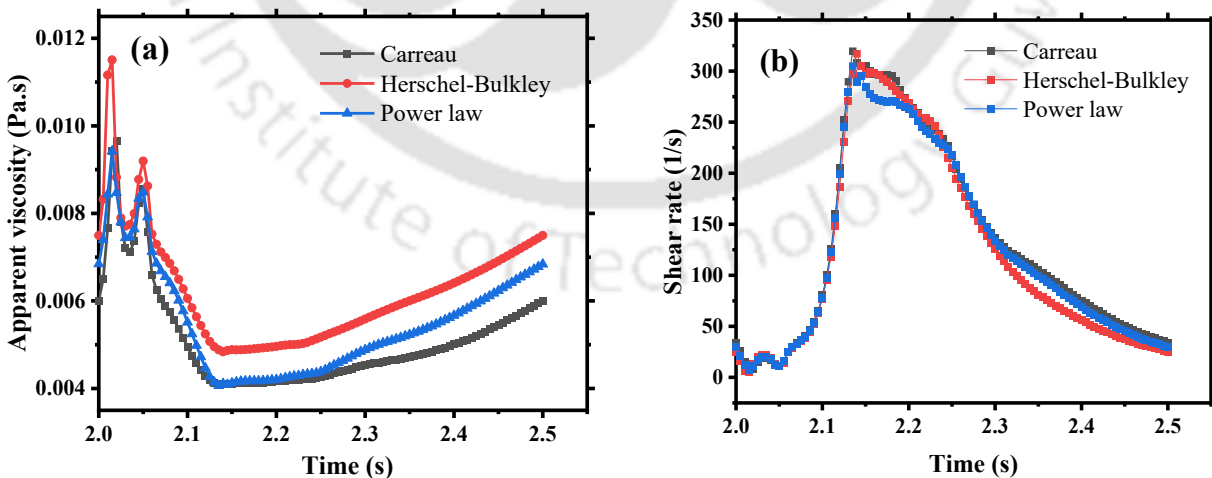 (a)
Carreau
Herschel-Bulkley
Power law
Apparent viscosity (Pa.s)
0.012
0.010
0.008
0.006
0.004
2.0 2.1 2.2 2.3 2.4 2.5
Time (s)
(b)
Carreau
Herschel-Bulkley
Power law
Shear rate (1/s)
350
300
250
200
150
100
50
0
2.0 2.1 2.2 2.3 2.4 2.5
Time (s)
Institute of Technology